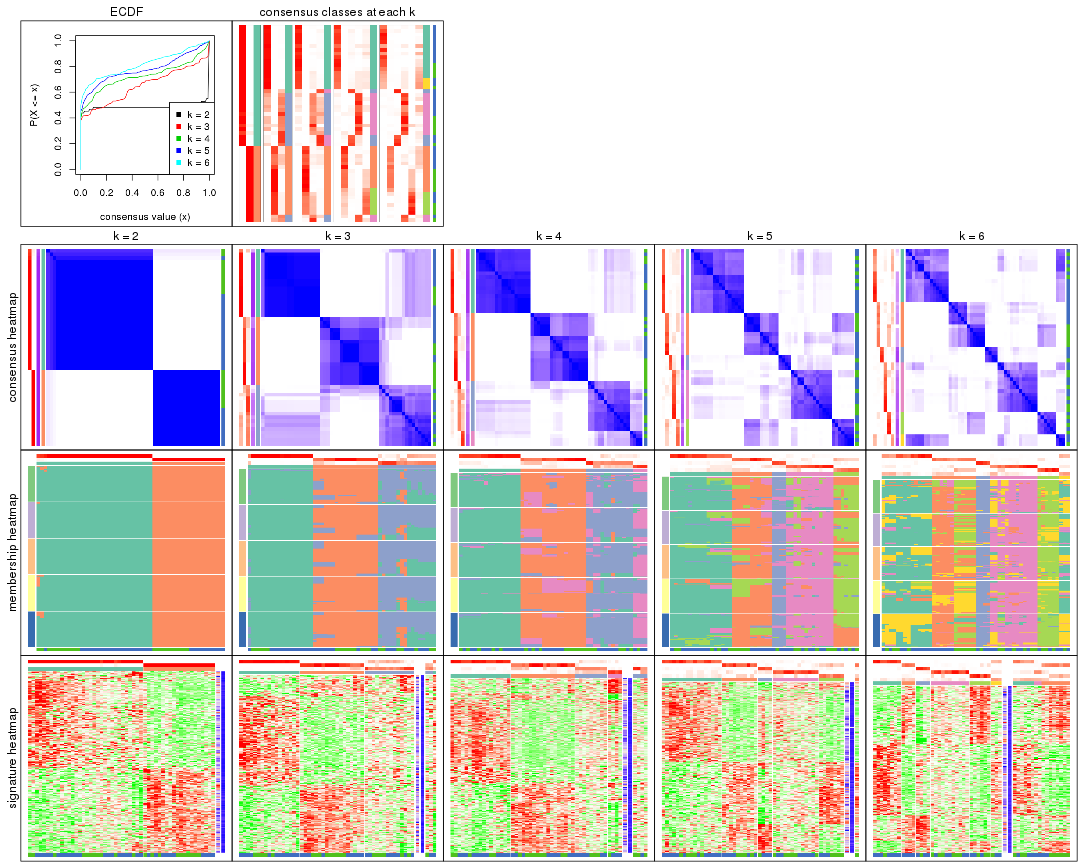 ECDF
consensus classes at each k
P(X <= x)
0.0 0.2 0.4 0.6 0.8 1.0
k = 2
k = 3
k = 4
k = 5
k = 6
0.0 0.2 0.4 0.6 0.8 1.0
consensus value (x)
k = 2
k = 3
k = 4
k = 5
k = 6
consensus heatmap
membership heatmap
signature heatmap